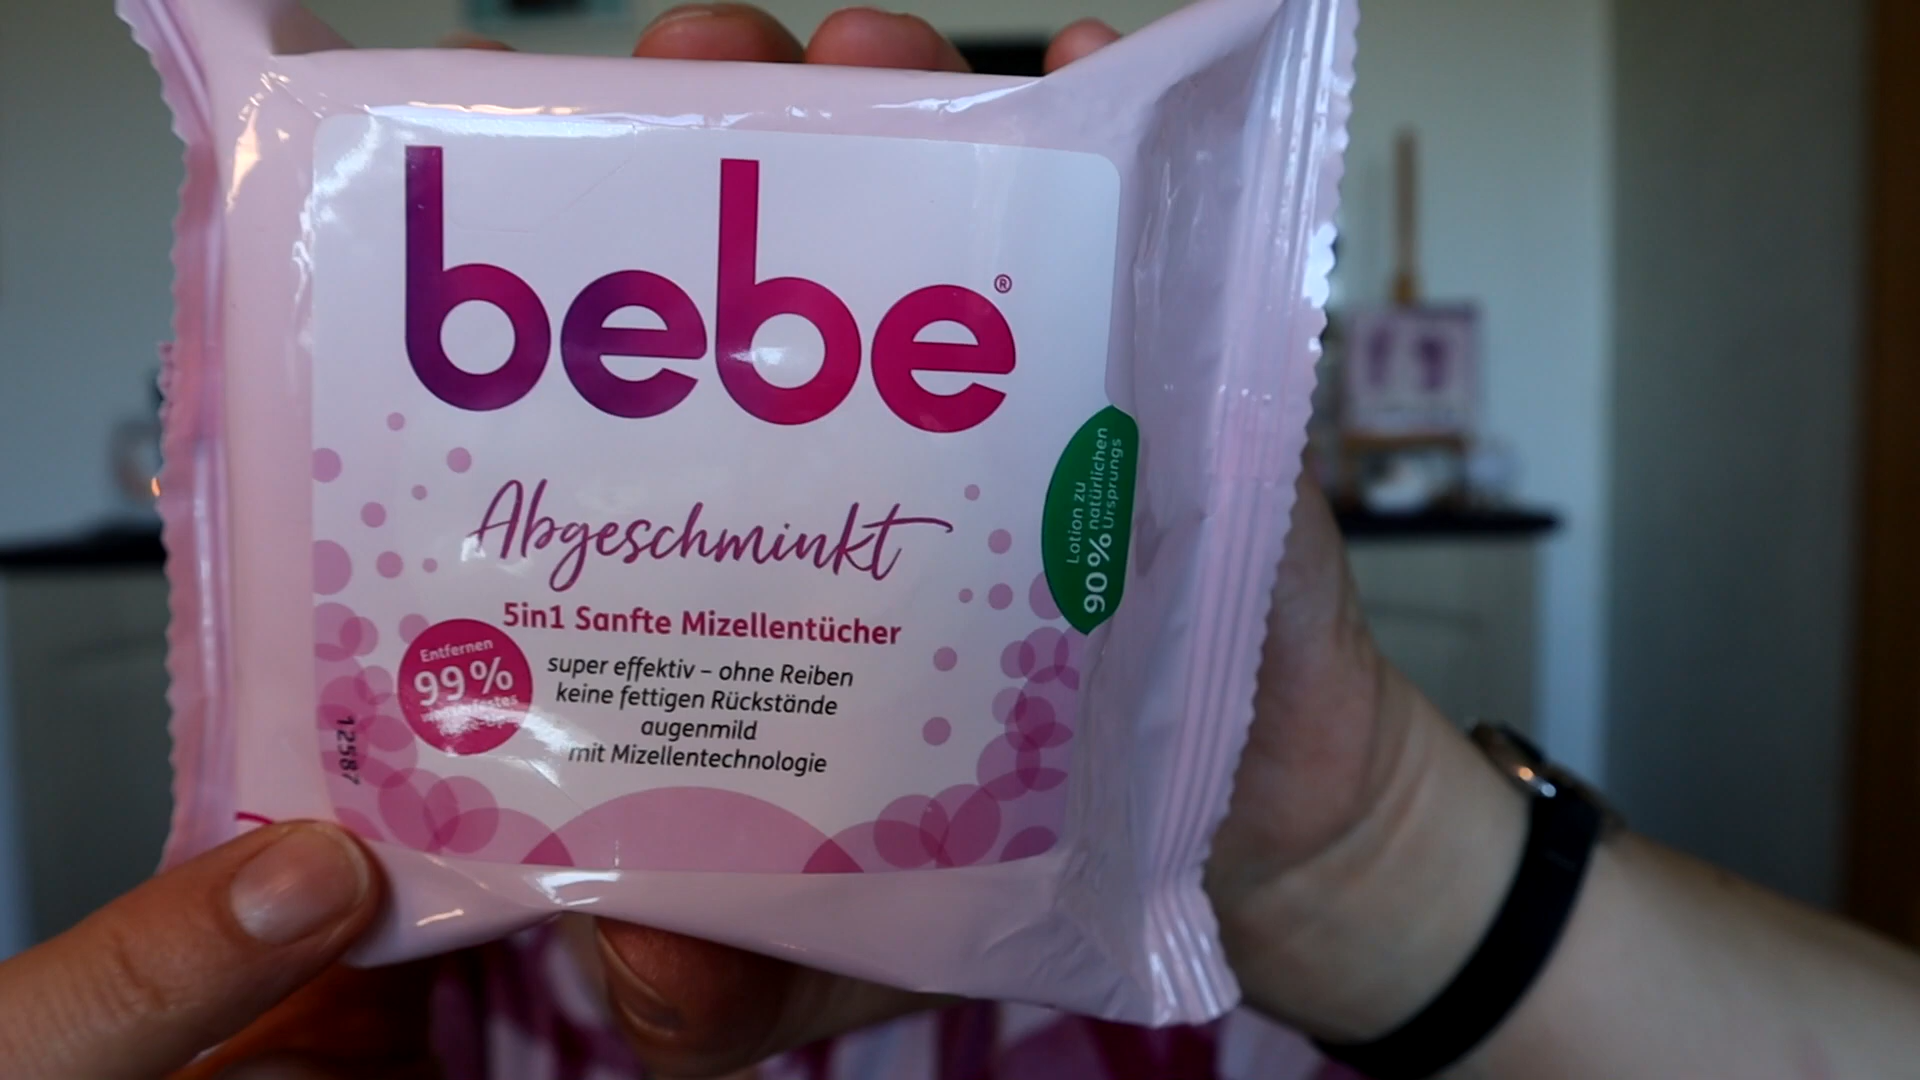 bebe®
Abgeschminkt
5in1 Sanfte Mizellentücher
super effektiv – ohne Reiben
keine fettigen Rückstände
augenmild
mit Mizellentechnologie
Entfernen
99%
12587
Lotion zu
90% natürlichen
Ursprungs